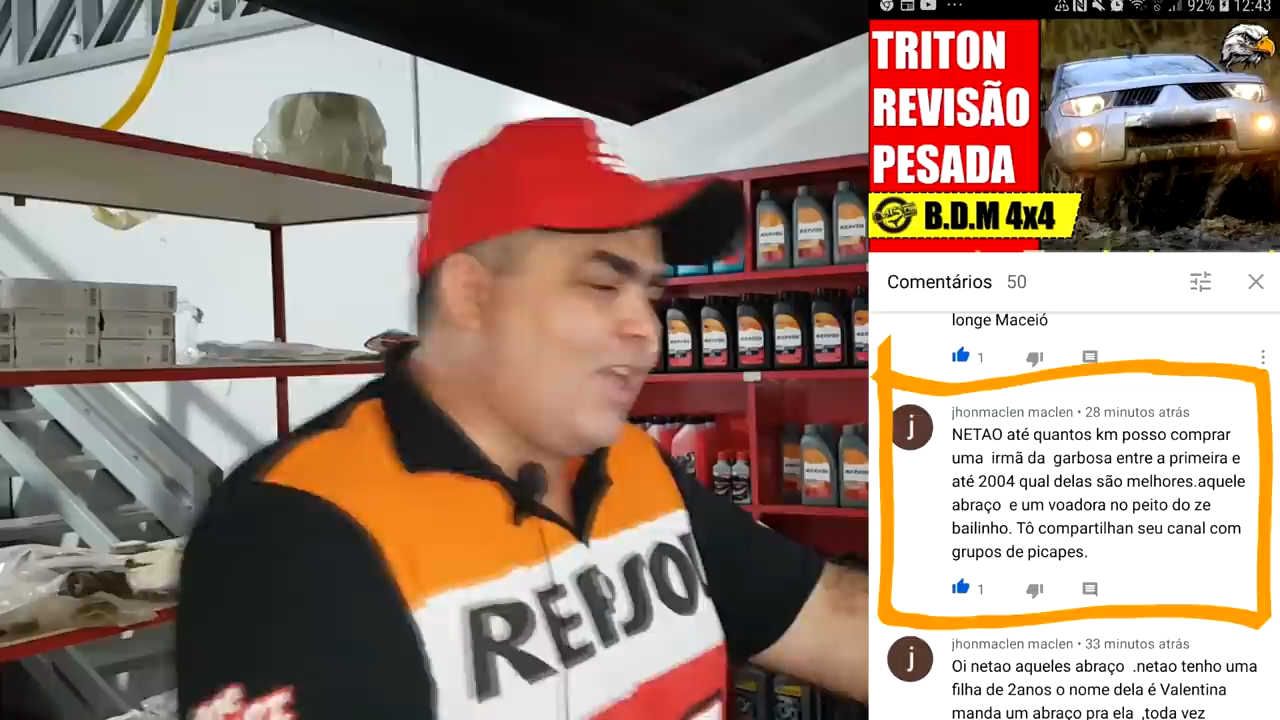 92% 12:43
TRITON
REVISÃO
PESADA
B.D.M 4x4
Comentários 50
longe Maceió
1
jhonmaclen maclen • 28 minutos atrás
NETAO até quantos km posso comprar
uma irmã da garbosa entre a primeira e
até 2004 qual delas são melhores.aquele
abraço e um voadora no peito do ze
bailinho. Tô compartilhan seu canal com
grupos de picapes.
1
jhonmaclen maclen • 33 minutos atrás
Oi netao aqueles abraço .netao tenho uma
filha de 2anos o nome dela é Valentina
manda um abraço pra ela ,toda vez
j
j
REPSOL